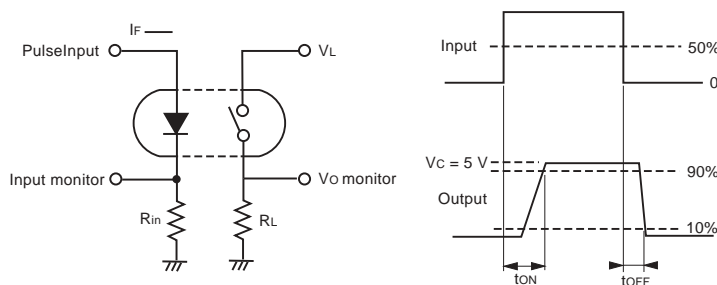 IF
PulseInput
VL
Input monitor
VO monitor
Rin
RL
Input
50%
0
VC = 5 V
90%
Output
10%
tON
tOFF